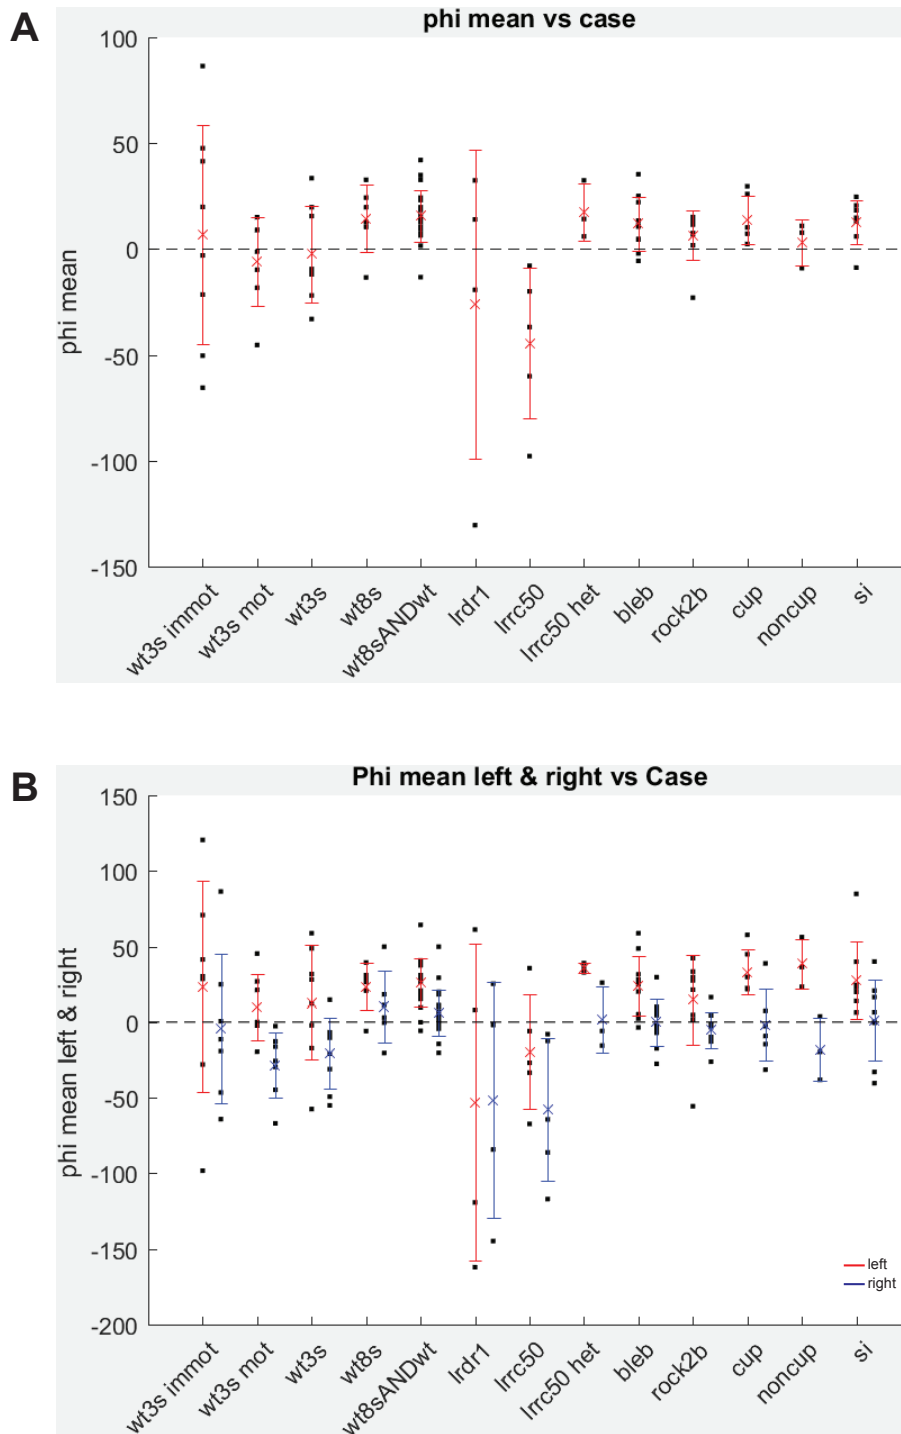 A
phi mean vs case
100
50
0
-50
-100
-150
phi mean
wt3s immot
wt3s mot
wt3s
wt8s
wt8sANDwt
lrdr1
lrrc50
lrrc50 het
bleb
rock2b
cup
noncup
si
B
Phi mean left & right vs Case
150
100
50
0
-50
-100
-150
-200
phi mean left & right
left
right
wt3s immot
wt3s mot
wt3s
wt8s
wt8sANDwt
lrdr1
lrrc50
lrrc50 het
bleb
rock2b
cup
noncup
si